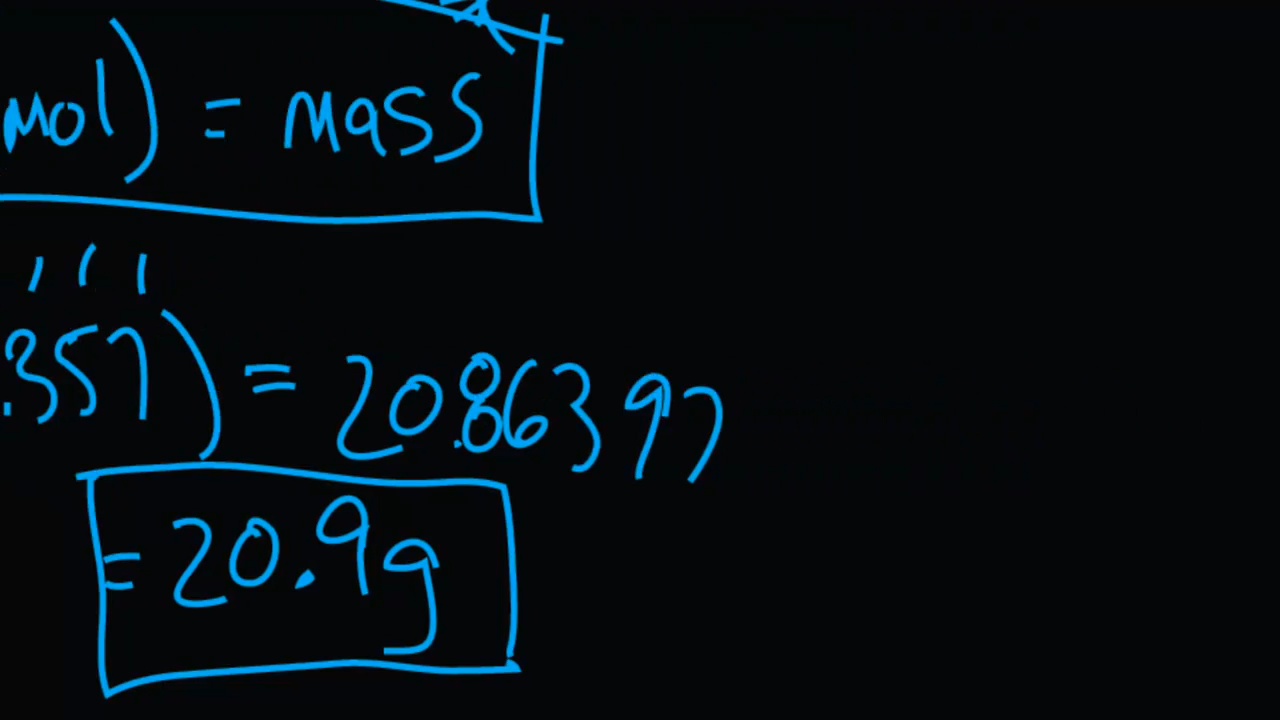 mol) = mass
.357) = 20.86397
= 20.9g